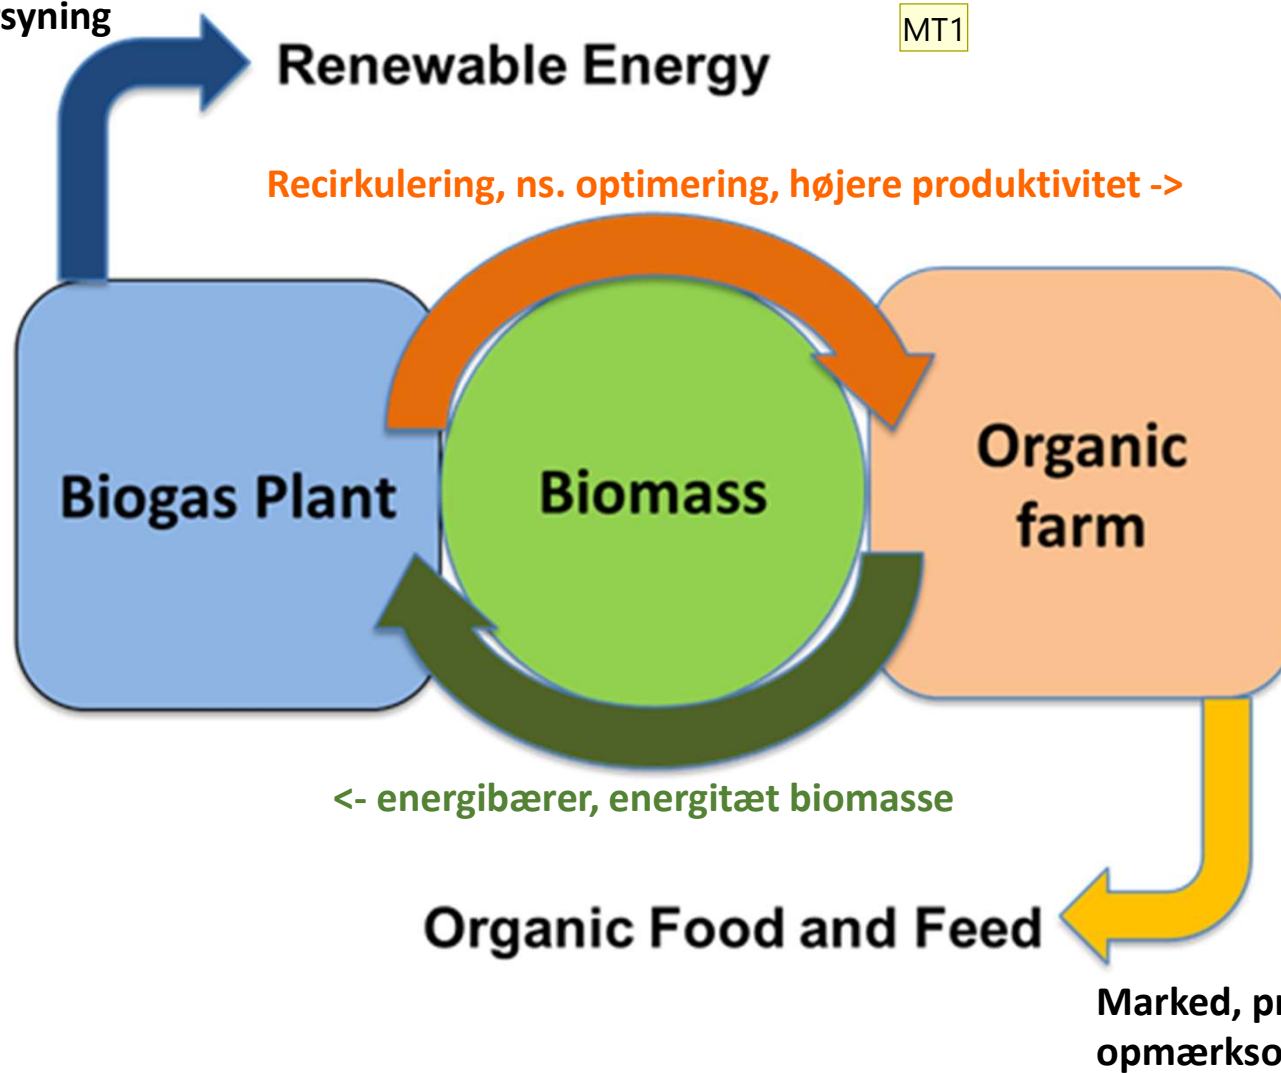 syning
MT1
Renewable Energy
Recirkulering, ns. optimering, højere produktivitet ->
Biogas Plant
Biomass
Organic
farm
<- energibærer, energitæt biomasse
Organic Food and Feed
Marked, pr
opmærkso